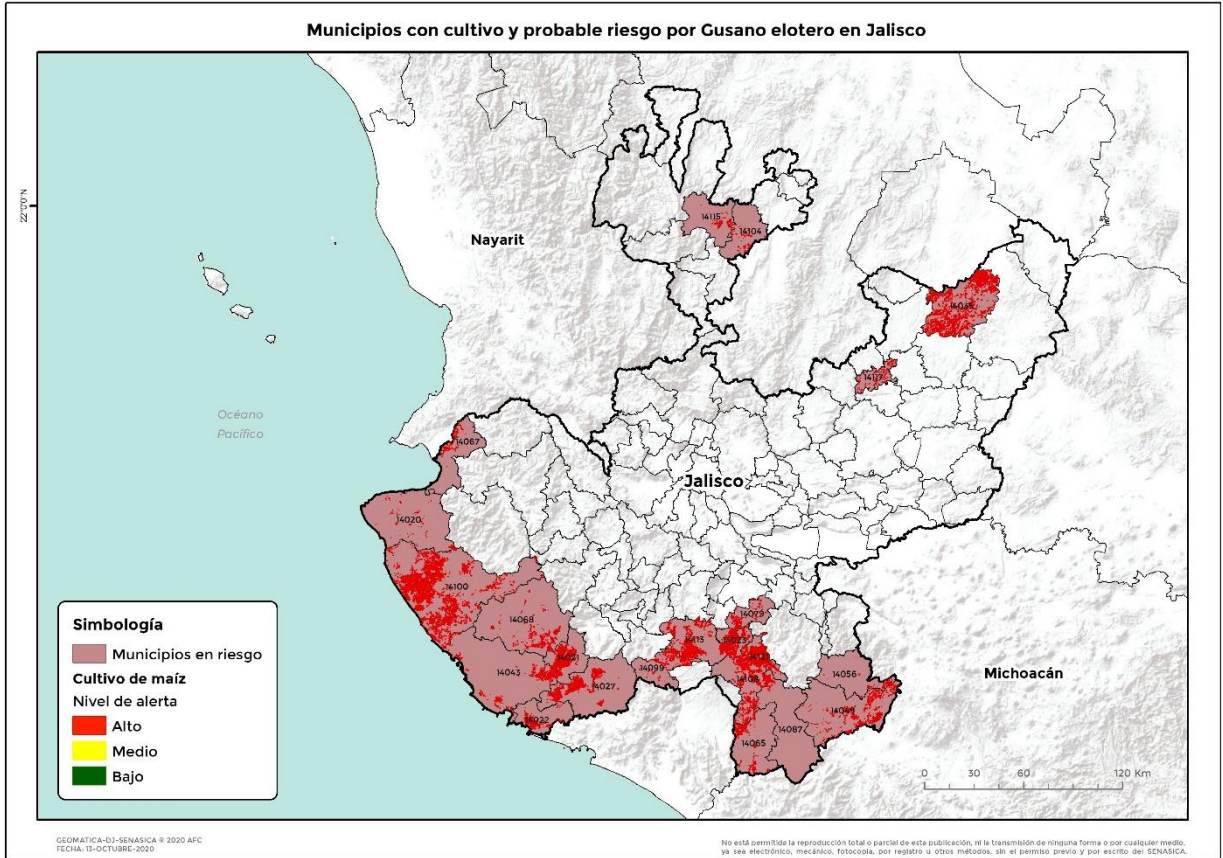 Municipios con cultivo y probable riesgo por Gusano elotero en Jalisco
22°0'0"N
Nayarit
14115
14104
14035
14117
Océano
Pacífico
14067
Jalisco
14020
14100
14068
14079
14023
14113
14021
14121
14099
14108
14043
14027
14056
Michoacán
14022
14049
14065
14087
Simbología
Municipios en riesgo
Cultivo de maíz
Nivel de alerta
Alto
Medio
Bajo
0 30 60 120 Km
GEOMATICA-DJ-SENASICA © 2020 AFC
FECHA: 13-OCTUBRE-2020
No está permitida la reproducción total o parcial de esta publicación, ni la transmisión de ninguna forma o por cualquier medio,
ya sea electrónico, mecánico, fotocopia, por registro u otros métodos, sin el permiso previo y por escrito del SENASICA.